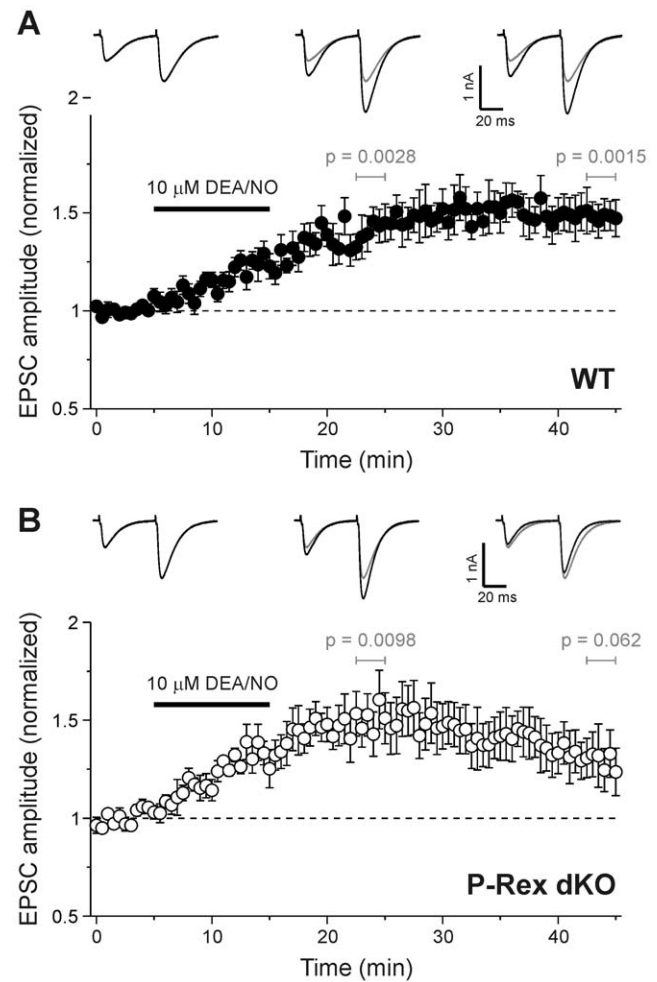 A
1 nA
20 ms
2
p = 0.0028
p = 0.0015
10 μM DEA/NO
1.5
1
0.5
EPSC amplitude (normalized)
WT
0
10
20
30
40
Time (min)
B
1 nA
20 ms
2
p = 0.0098
p = 0.062
10 μM DEA/NO
1.5
1
0.5
EPSC amplitude (normalized)
P-Rex dKO
0
10
20
30
40
Time (min)